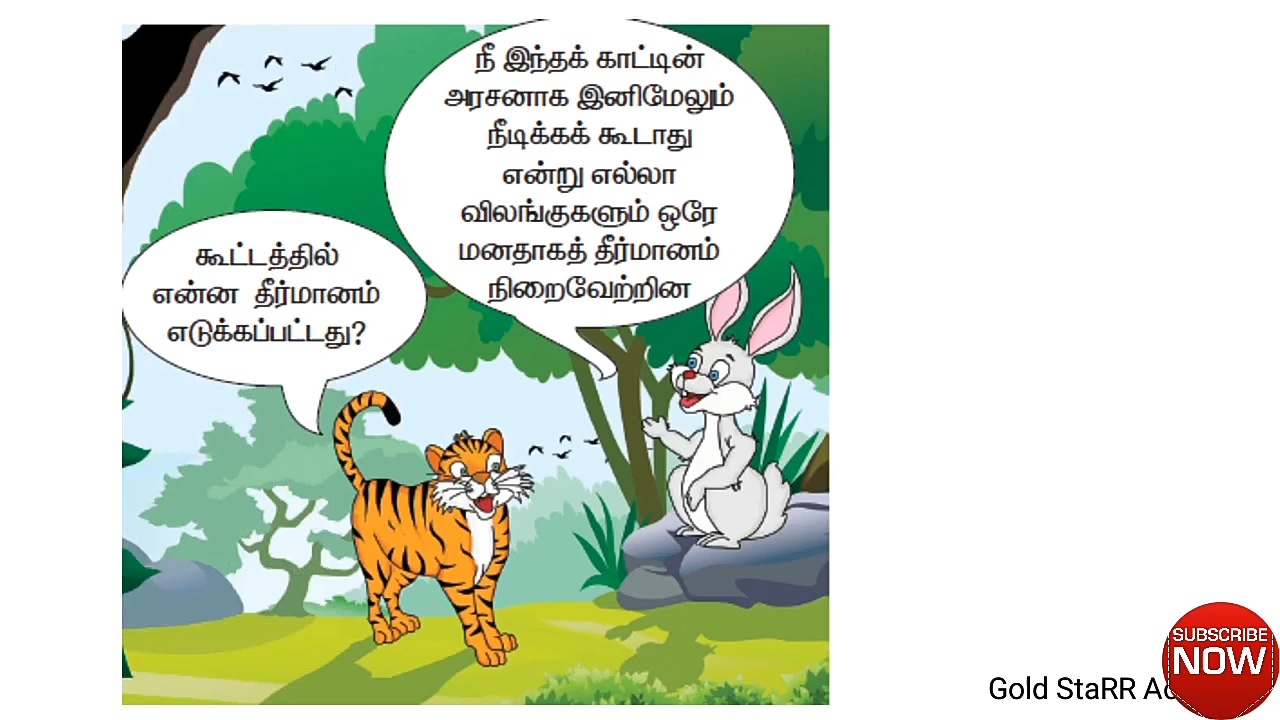 நீ இந்தக் காட்டின்
அரசனாக இனிமேலும்
நீடிக்கக் கூடாது
என்று எல்லா
விலங்குகளும் ஒரே
மனதாகத் தீர்மானம்
நிறைவேற்றின
கூட்டத்தில்
என்ன தீர்மானம்
எடுக்கப்பட்டது?
SUBSCRIBE
NOW
Gold StaRR